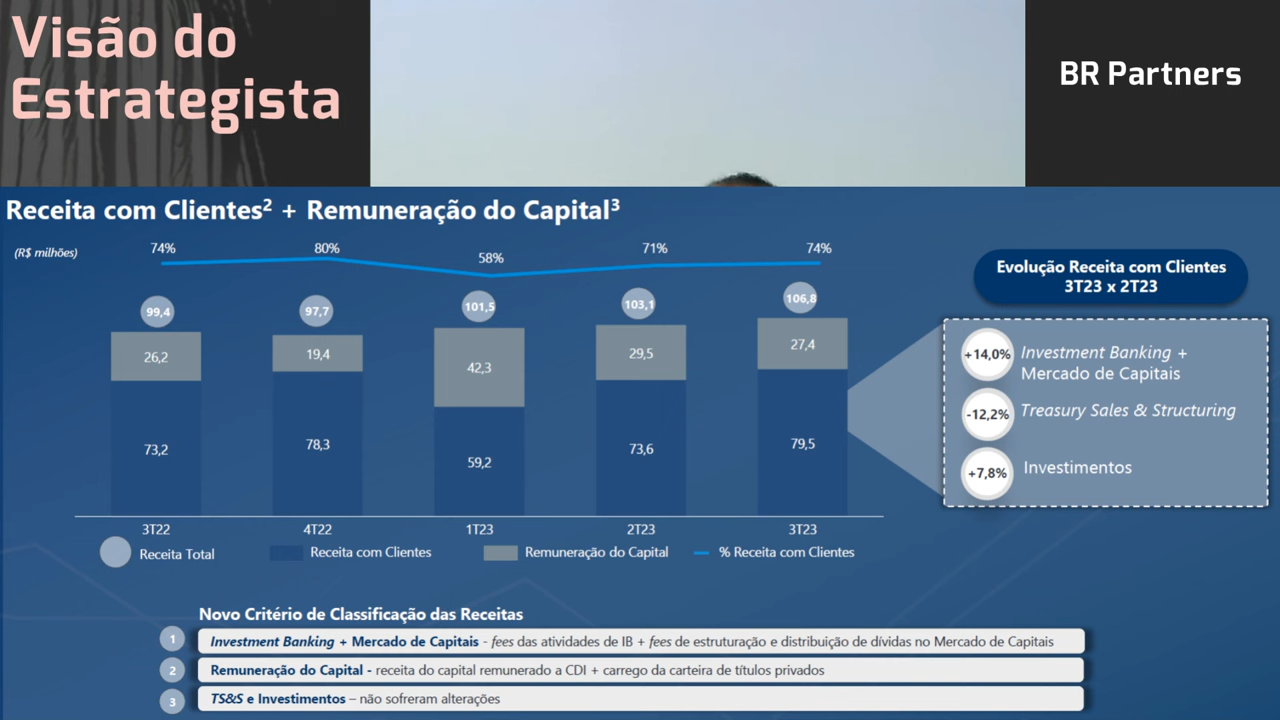 Visão do
Estrategista
BR Partners
Receita com Clientes² + Remuneração do Capital³
(R$ milhões)
74%
80%
58%
71%
74%
99,4
97,7
101,5
103,1
106,8
26,2
19,4
42,3
29,5
27,4
73,2
78,3
59,2
73,6
79,5
3T22
4T22
1T23
2T23
3T23
Receita Total
Receita com Clientes
Remuneração do Capital
% Receita com Clientes
Evolução Receita com Clientes
3T23 x 2T23
+14,0%
Investment Banking +
Mercado de Capitais
-12,2%
Treasury Sales & Structuring
+7,8%
Investimentos
Novo Critério de Classificação das Receitas
1 Investment Banking + Mercado de Capitais - fees das atividades de IB + fees de estruturação e distribuição de dívidas no Mercado de Capitais
2 Remuneração do Capital - receita do capital remunerado a CDI + carrego da carteira de títulos privados
3 TS&S e Investimentos – não sofreram alterações